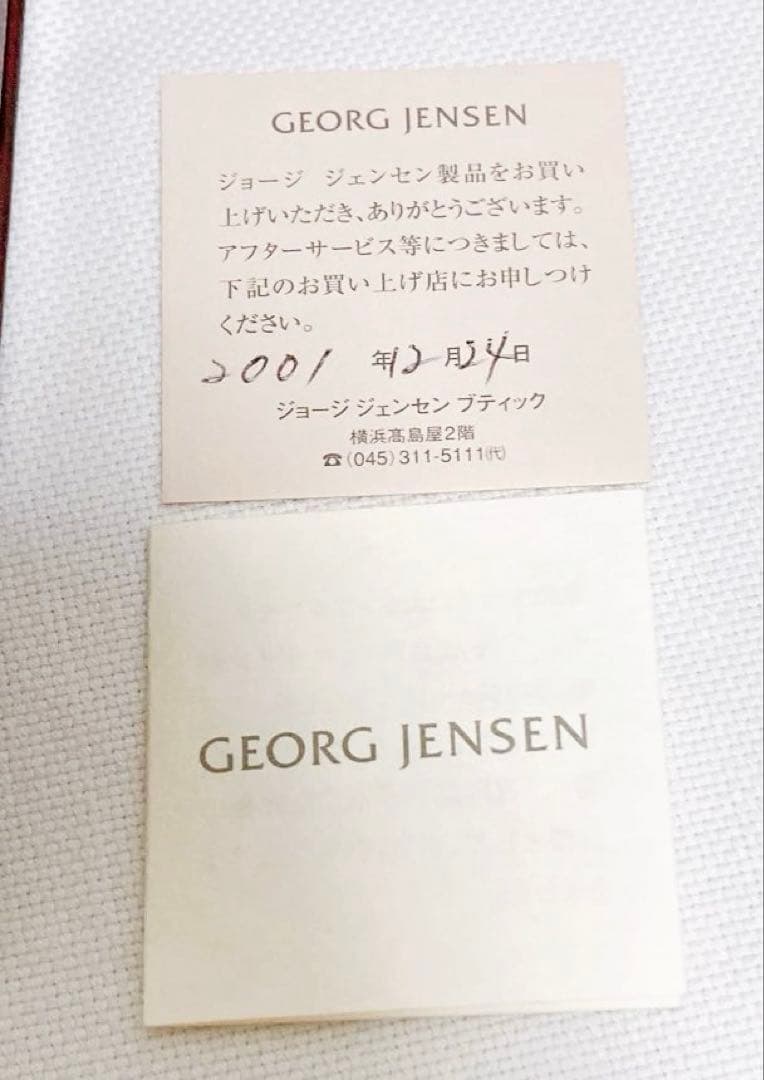 GEORG JENSEN
ジョージ ジェンセン製品をお買い
上げいただき、ありがとうございます。
アフターサービス等につきましては、
下記のお買い上げ店にお申しつけ
ください。
2001 年12月24日
ジョージ ジェンセン ブティック
横浜髙島屋2階
☎(045)311-5111㈹
GEORG JENSEN